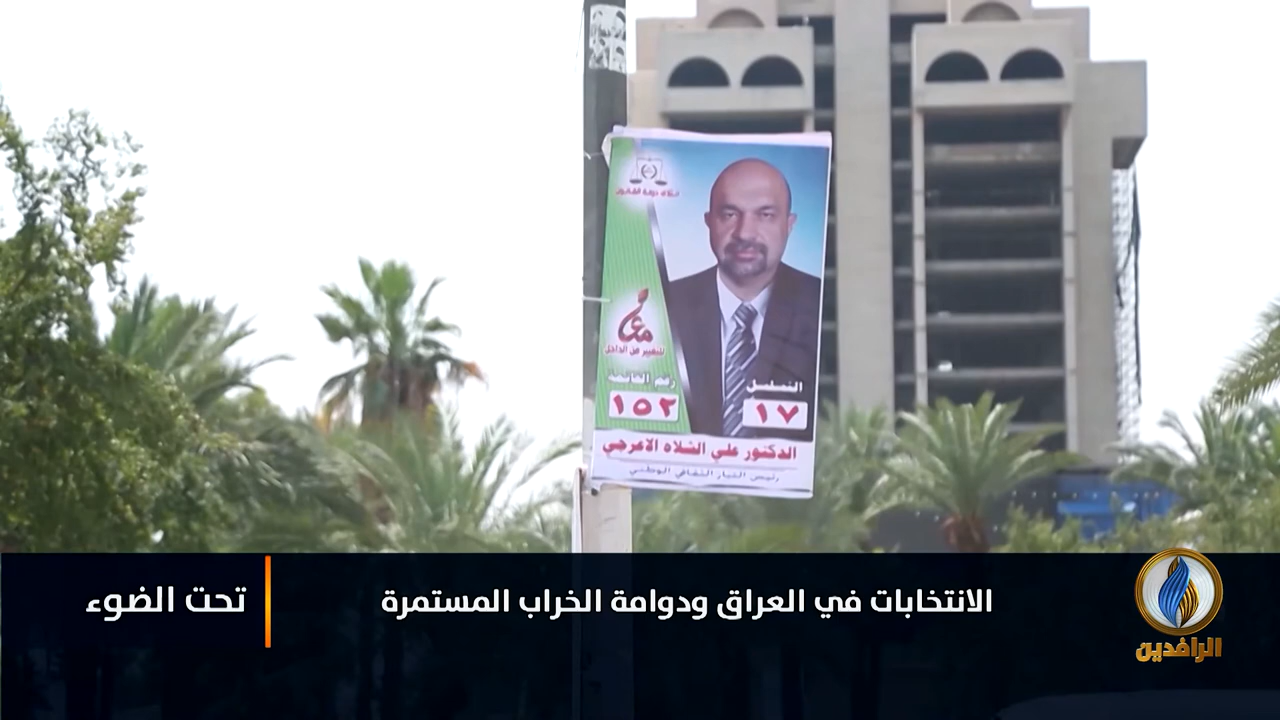 ائتلاف دولة القانون
معا
للتغيير من الداخل
رقم القائمة
١٥٢
التسلسل
١٧
الدكتور علي الشلاه الاعرجي
رئيس التيار الثقافي الوطني
الانتخابات في العراق ودوامة الخراب المستمرة
تحت الضوء
الرافدين